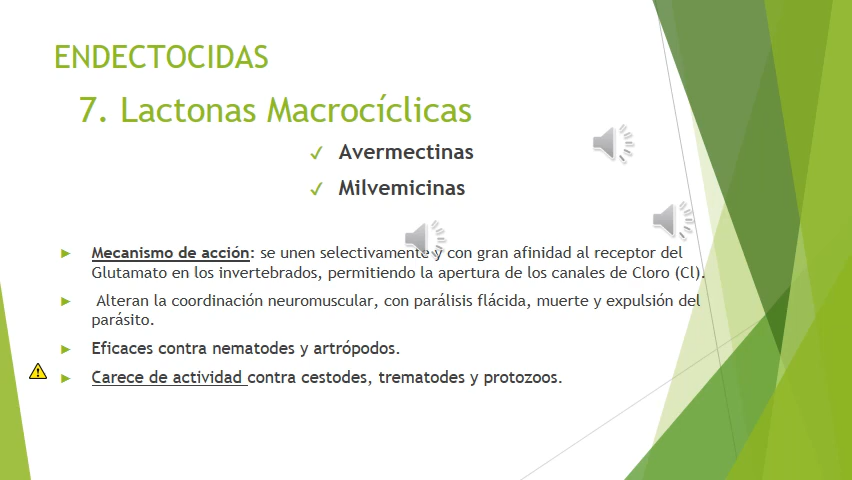 ENDECTOCIDAS
7. Lactonas Macrocíclicas
✓ Avermectinas
✓ Milvemicinas
► Mecanismo de acción: se unen selectivamente y con gran afinidad al receptor del
Glutamato en los invertebrados, permitiendo la apertura de los canales de Cloro (Cl).
► Alteran la coordinación neuromuscular, con parálisis flácida, muerte y expulsión del
parásito.
► Eficaces contra nematodes y artrópodos.
► Carece de actividad contra cestodes, trematodes y protozoos.